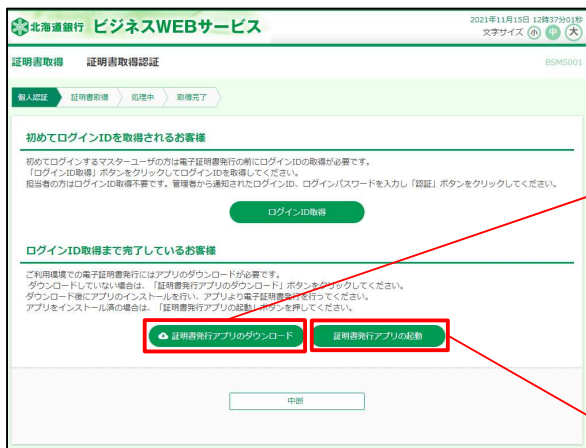 北海道銀行 ビジネスWEBサービス
2021年11月15日 12時37分01秒
文字サイズ 小 中 大
証明書取得 証明書取得認証
BSMS001
個人認証 証明書取得 処理中 取得完了
初めてログインIDを取得されるお客様
初めてログインするマスターユーザの方は電子証明書発行の前にログインIDの取得が必要です。
「ログインID取得」ボタンをクリックしてログインIDを取得してください。
担当者の方はログインID取得不要です。管理者から通知されたログインID、ログインパスワードを入力し「認証」ボタンをクリックしてください。
ログインID取得
ログインID取得まで完了しているお客様
ご利用環境での電子証明書発行にはアプリのダウンロードが必要です。
ダウンロードしていない場合は、「証明書発行アプリのダウンロード」ボタンをクリックしてください。
ダウンロード後にアプリのインストールを行い、アプリより電子証明書発行を行ってください。
アプリをインストール済の場合は、「証明書発行アプリの起動」ボタンを押してください。
証明書発行アプリのダウンロード 証明書発行アプリの起動
中断